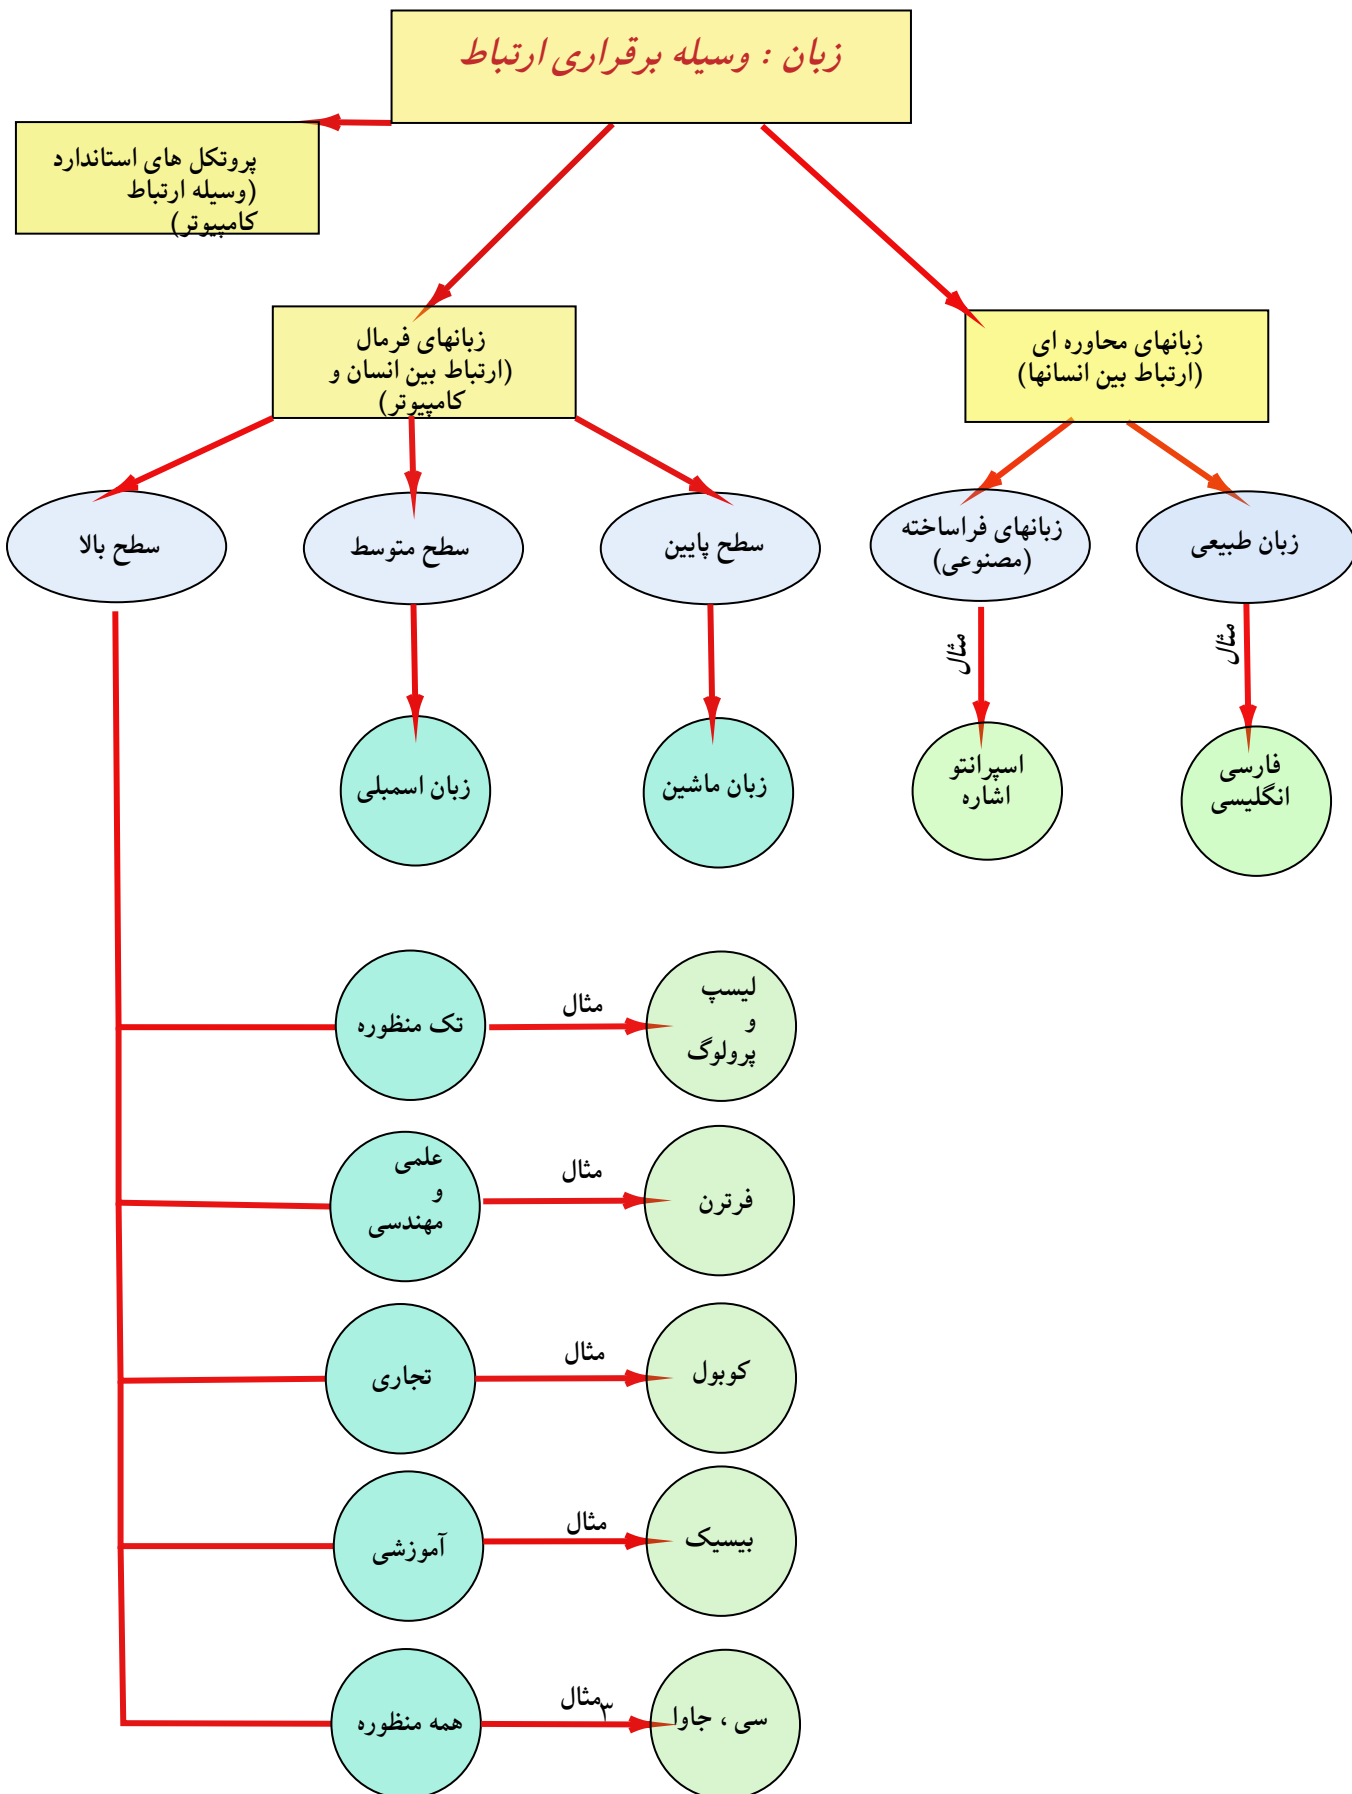 زبان : وسیله برقراری ارتباط
پروتکل های استاندارد
(وسیله ارتباط
کامپیوتر)
زبانهای محاوره ای
(ارتباط بین انسانها)
زبانهای فرمال
(ارتباط بین انسان و
کامپیوتر)
زبان طبیعی
زبانهای فراساخته
(مصنوعی)
سطح پایین
سطح متوسط
سطح بالا
مثال
مثال
فارسی
انگلیسی
اسپرانتو
اشاره
زبان ماشین
زبان اسمبلی
تک منظوره
مثال
لیسپ
و
پرولوگ
علمی
و
مهندسی
مثال
فرترن
تجاری
مثال
کوبول
آموزشی
مثال
بیسیک
همه منظوره
مثال
۳
سی ، جاوا